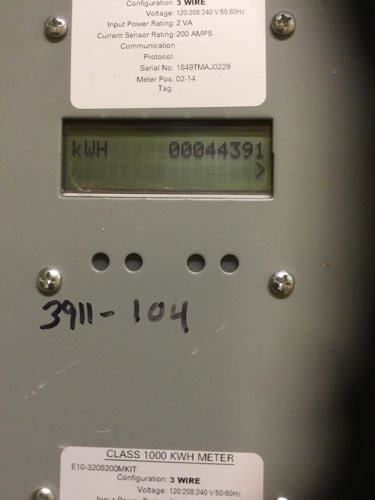 Configuration: 3 WIRE
Voltage: 120:208:240 V:50:60Hz
Input Power Rating: 2 VA
Current Sensor Rating: 200 AMPS
Communication
Protocol:
Serial No: 1849TMAJ0229
Meter Pos: 02-14
Tag:
kWH 00044391
>
3911-104
CLASS 1000 KWH METER
E10-3208200MKIT
Configuration: 3 WIRE
Voltage: 120:208:240 V:50:60Hz